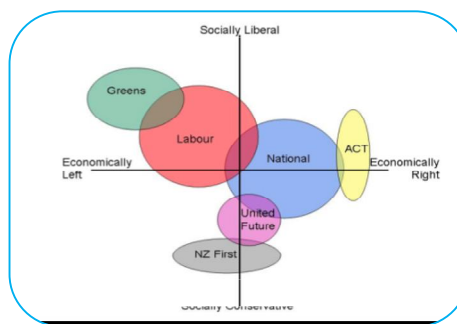 Socially Liberal
Greens
Labour
National
ACT
Economically
Left
Economically
Right
United
Future
NZ First
Socially Conservative